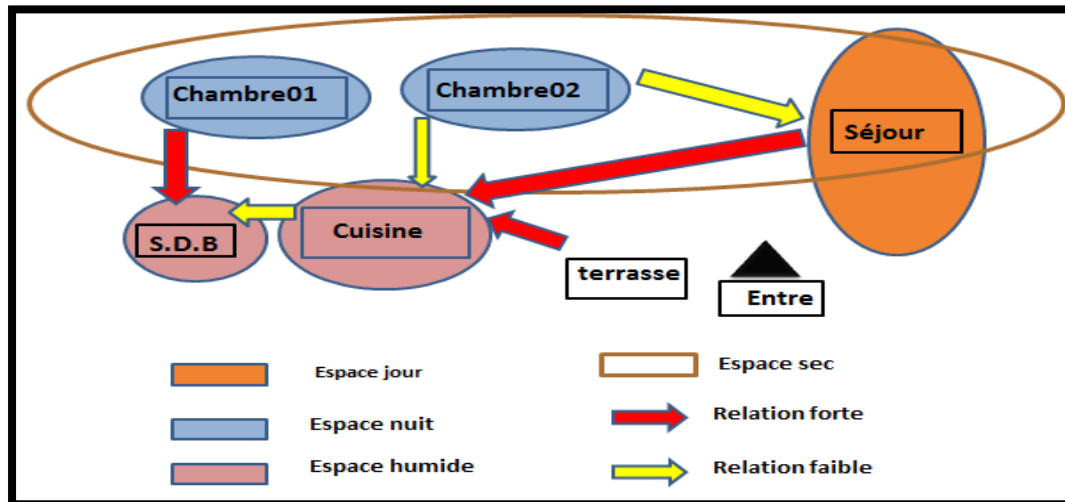 Chambre01
Chambre02
Séjour
S.D.B
Cuisine
terrasse
Entre
Espace jour
Espace sec
Espace nuit
Relation forte
Espace humide
Relation faible